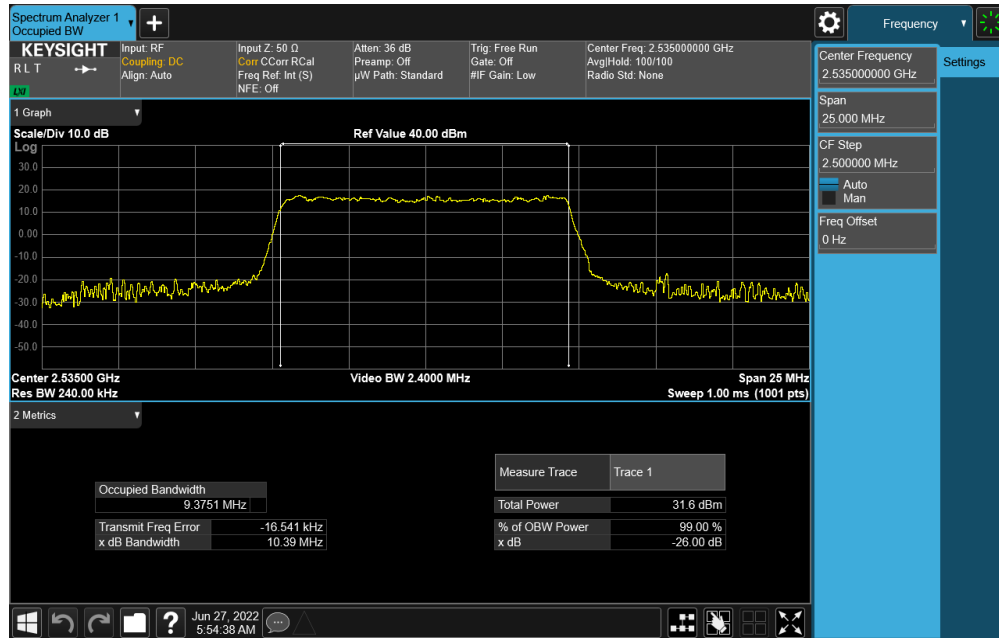 Spectrum Analyzer 1
Occupied BW
+
Frequency
KEYSIGHT
RLT
LXI
Input: RF
Coupling: DC
Align: Auto
Input Z: 50 Ω
Corr CCorr RCal
Freq Ref: Int (S)
NFE: Off
Atten: 36 dB
Preamp: Off
µW Path: Standard
Trig: Free Run
Gate: Off
#IF Gain: Low
Center Freq: 2.535000000 GHz
Avg|Hold: 100/100
Radio Std: None
Center Frequency
2.535000000 GHz
Settings
Span
25.000 MHz
CF Step
2.500000 MHz
Auto
Man
Freq Offset
0 Hz
1 Graph
Scale/Div 10.0 dB
Ref Value 40.00 dBm
Log
30.0
20.0
10.0
0.00
-10.0
-20.0
-30.0
-40.0
-50.0
Center 2.53500 GHz
Video BW 2.4000 MHz
Span 25 MHz
Res BW 240.00 kHz
Sweep 1.00 ms (1001 pts)
2 Metrics
Occupied Bandwidth
9.3751 MHz
Transmit Freq Error -16.541 kHz
x dB Bandwidth 10.39 MHz
Measure Trace Trace 1
Total Power 31.6 dBm
% of OBW Power 99.00 %
x dB -26.00 dB
?
Jun 27, 2022
5:54:38 AM